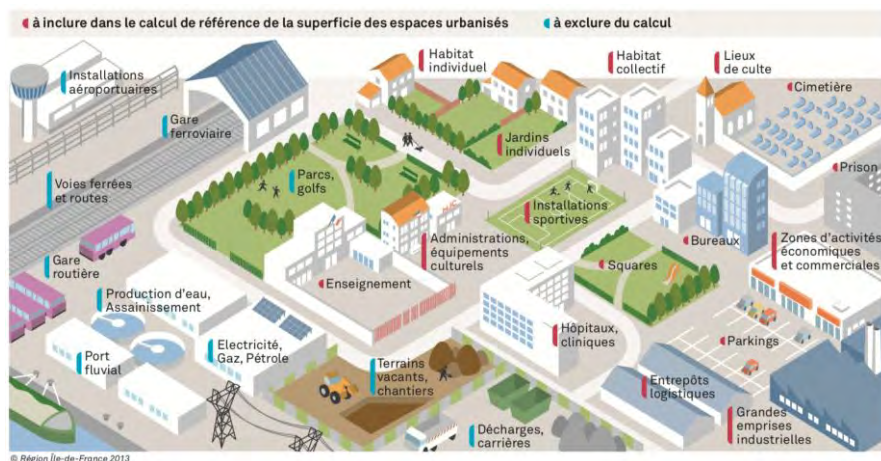 à inclure dans le calcul de référence de la superficie des espaces urbanisés
à exclure du calcul
Installations
aéroportuaires
Gare
ferroviaire
Voies ferrées
et routes
Gare
routière
Production d'eau,
Assainissement
Port
fluvial
Electricité,
Gaz, Pétrole
Parcs,
golfs
Enseignement
Administrations,
équipements
culturels
Terrains
vacants,
chantiers
Décharges,
carrières
Habitat
individuel
Jardins
individuels
Habitat
collectif
Lieux
de culte
Cimetière
Prison
Installations
sportives
Bureaux
Zones d'activités
économiques
et commerciales
Squares
Hôpitaux,
cliniques
Parkings
Entrepôts
logistiques
Grandes
emprises
industrielles
© Région Île-de-France 2013